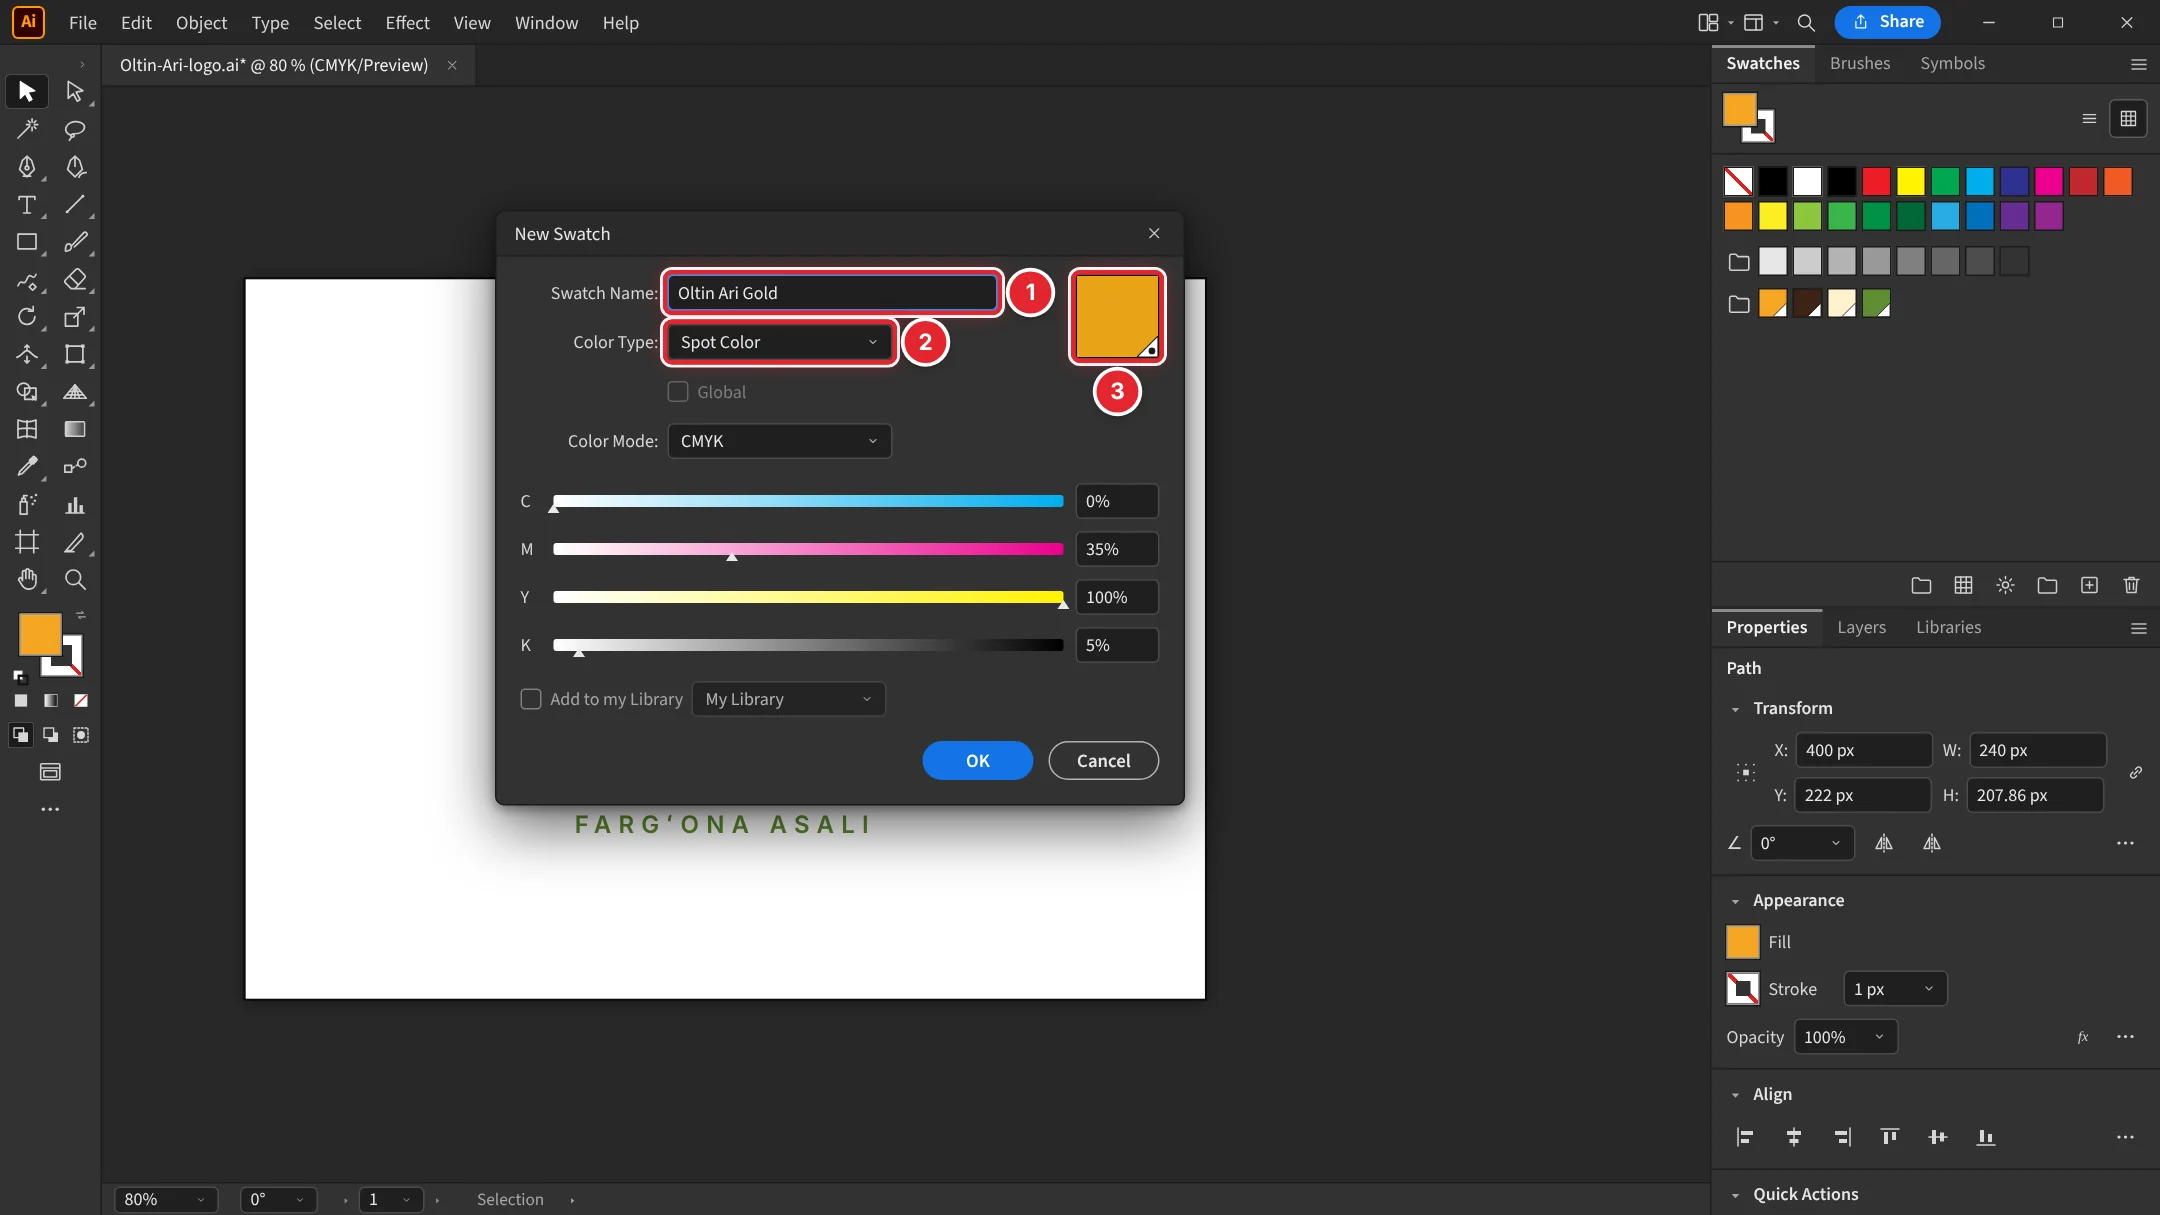 Ai File Edit Object Type Select Effect View Window Help Share
Oltin-Ari-logo.ai* @ 80 % (CMYK/Preview)
Swatches Brushes Symbols
New Swatch
Swatch Name: Oltin Ari Gold 1
Color Type: Spot Color 2
3
Global
Color Mode: CMYK
C 0%
M 35%
Y 100%
K 5%
Add to my Library My Library
OK Cancel
FARGʻONA ASALI
Properties Layers Libraries
Path
Transform
X: 400 px W: 240 px
Y: 222 px H: 207.86 px
0°
Appearance
Fill
Stroke 1 px
Opacity 100% fx
Align
Quick Actions
80% 0° 1 Selection